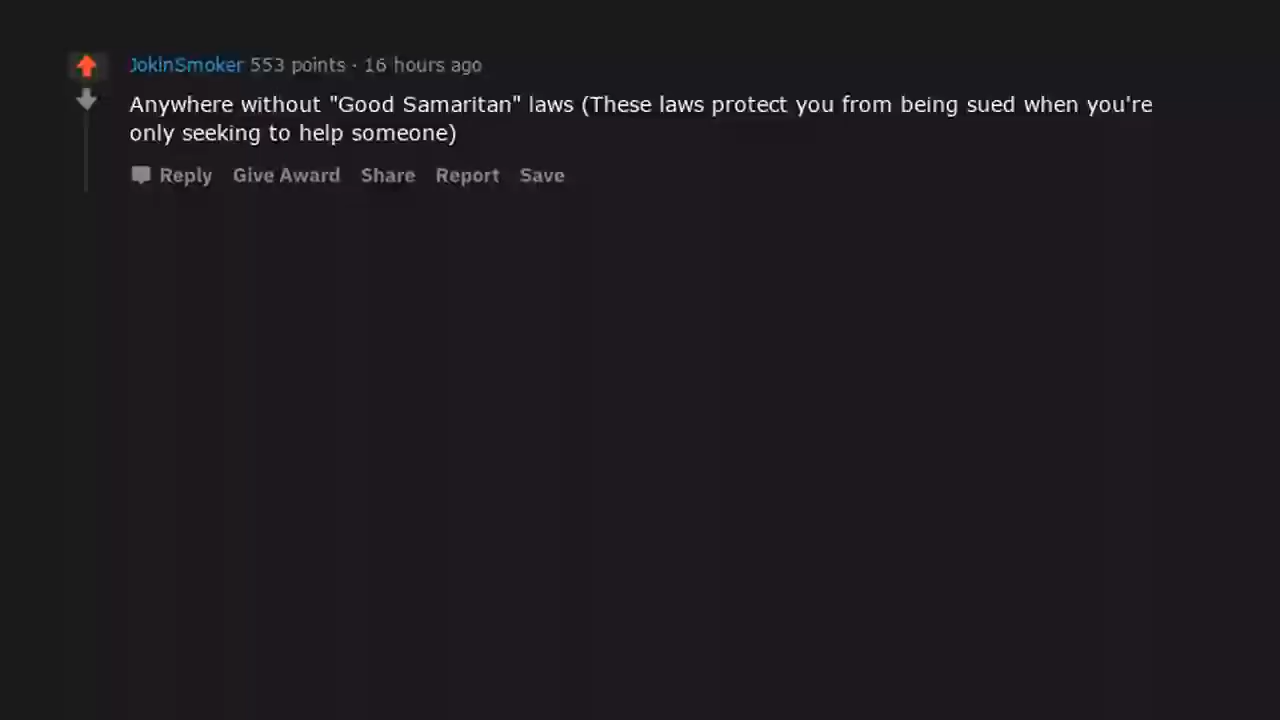 JokInSmoker 553 points · 16 hours ago
Anywhere without "Good Samaritan" laws (These laws protect you from being sued when you're
only seeking to help someone)
Reply Give Award Share Report Save